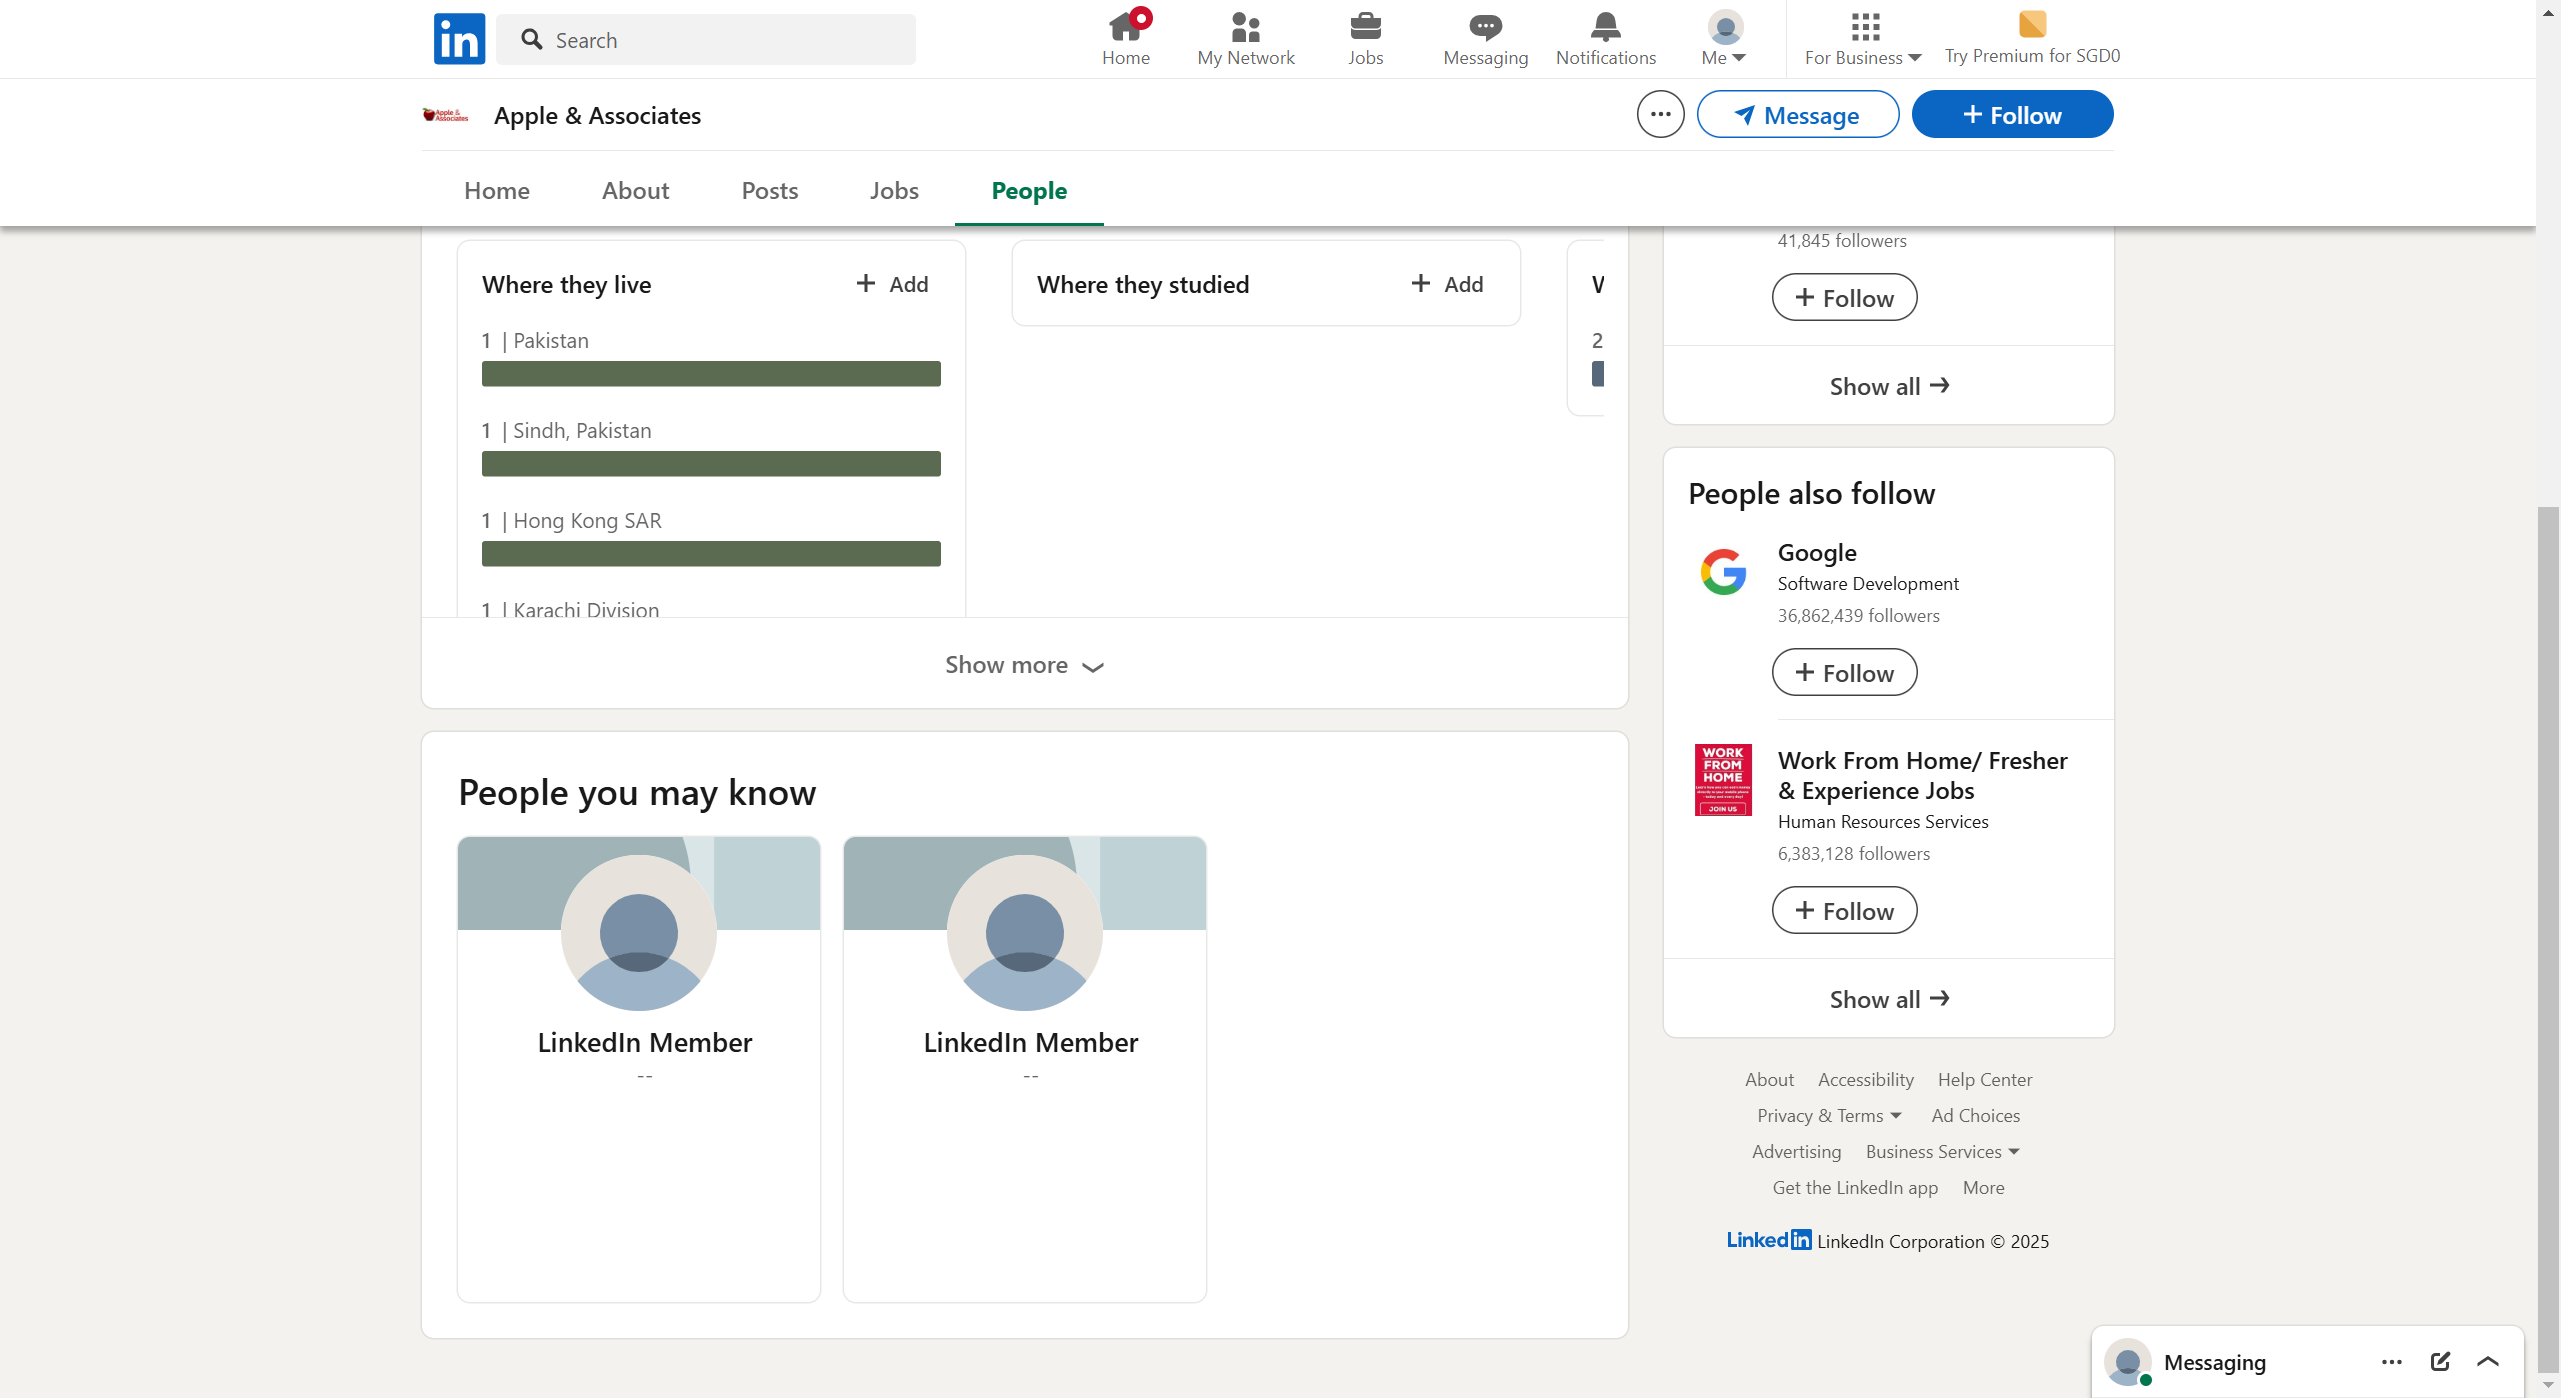 in
Search
Home
My Network
Jobs
Messaging
Notifications
Me
For Business
Try Premium for SGD0
Apple & Associates
Apple & Associates
Message
Follow
Home
About
Posts
Jobs
People
Where they live
Add
1 | Pakistan
1 | Sindh, Pakistan
1 | Hong Kong SAR
1 | Karachi Division
Where they studied
Add
2
Show more
People you may know
LinkedIn Member
--
LinkedIn Member
--
41,845 followers
Follow
Show all
People also follow
Google
Software Development
36,862,439 followers
Follow
WORK
FROM
HOME
JOIN US
Work From Home/ Fresher
& Experience Jobs
Human Resources Services
6,383,128 followers
Follow
Show all
About Accessibility Help Center
Privacy & Terms Ad Choices
Advertising Business Services
Get the LinkedIn app More
LinkedIn LinkedIn Corporation © 2025
Messaging